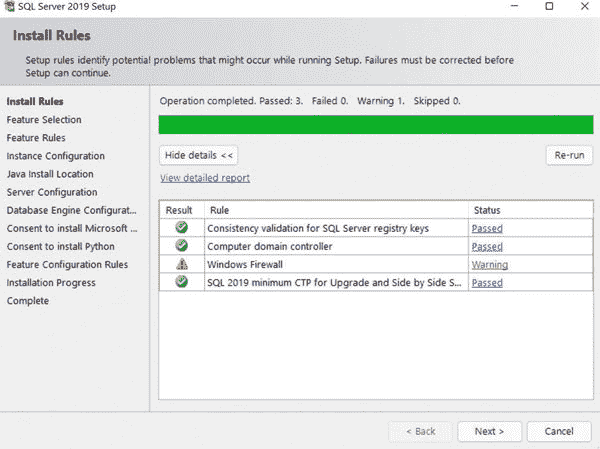 SQL Server 2019 Setup
Install Rules
Setup rules identify potential problems that might occur while running Setup. Failures must be corrected before
Setup can continue.
Install Rules
Feature Selection
Feature Rules
Instance Configuration
Java Install Location
Server Configuration
Database Engine Configurat...
Consent to install Microsoft ...
Consent to install Python
Feature Configuration Rules
Installation Progress
Complete
Operation completed. Passed: 3. Failed 0. Warning 1. Skipped 0.
Hide details <<
Re-run
View detailed report
Result Rule Status
Consistency validation for SQL Server registry keys Passed
Computer domain controller Passed
Windows Firewall Warning
SQL 2019 minimum CTP for Upgrade and Side by Side S... Passed
< Back
Next >
Cancel